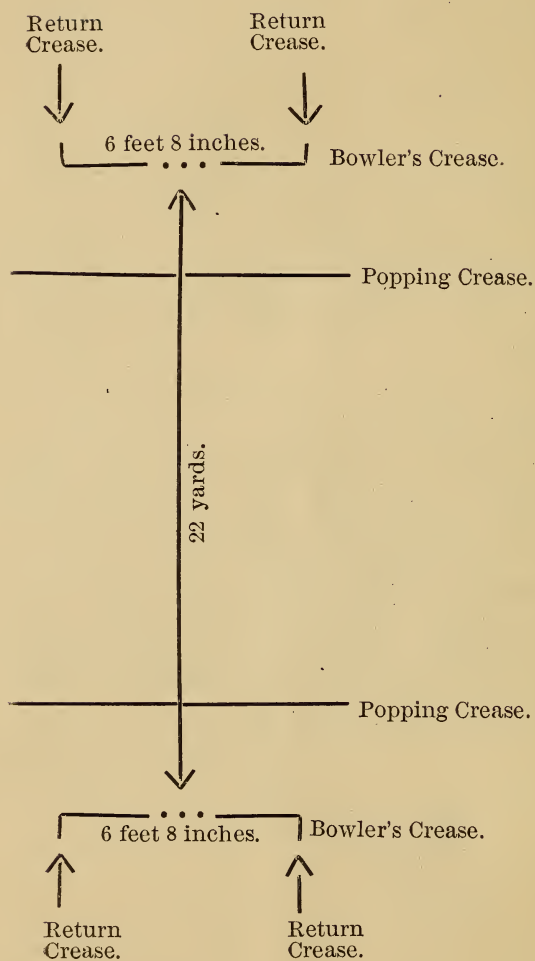 Return
Crease.
Return
Crease.
6 feet 8 inches.
Bowler's Crease.
Popping Crease.
22 yards.
Popping Crease.
6 feet 8 inches.
Bowler's Crease.
Return
Crease.
Return
Crease.